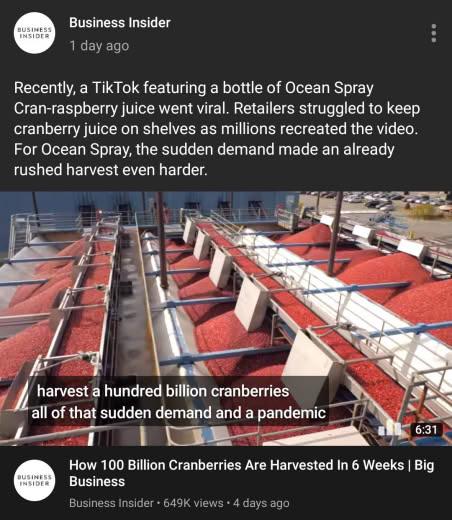 BUSINESS
INSIDER
Business Insider
1 day ago
Recently, a TikTok featuring a bottle of Ocean Spray
Cran-raspberry juice went viral. Retailers struggled to keep
cranberry juice on shelves as millions recreated the video.
For Ocean Spray, the sudden demand made an already
rushed harvest even harder.
harvest a hundred billion cranberries
all of that sudden demand and a pandemic
6:31
BUSINESS
INSIDER
How 100 Billion Cranberries Are Harvested In 6 Weeks | Big
Business
Business Insider • 649K views • 4 days ago